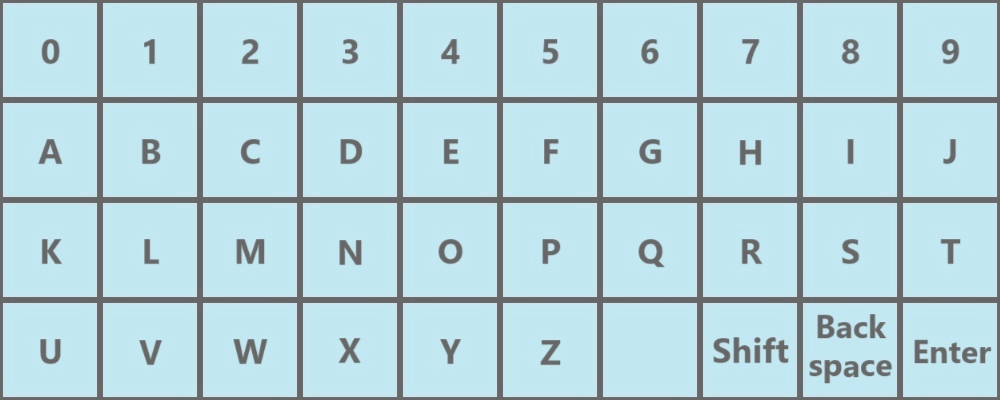 0 1 2 3 4 5 6 7 8 9
A B C D E F G H I J
K L M N O P Q R S T
U V W X Y Z Shift Back space Enter